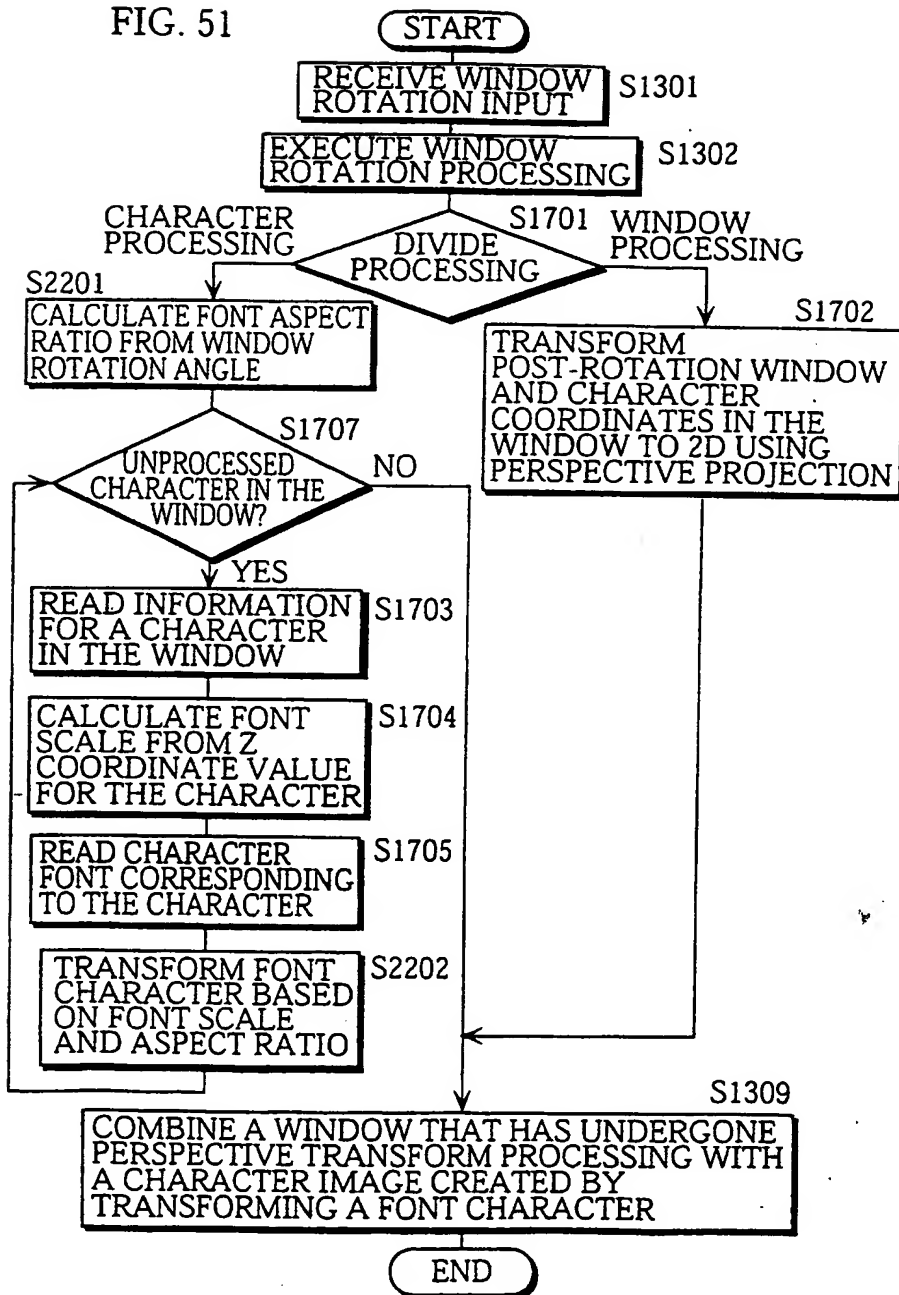 FIG. 51
START
RECEIVE WINDOW
ROTATION INPUT
S1301
EXECUTE WINDOW
ROTATION PROCESSING
S1302
CHARACTER
PROCESSING
S1701
DIVIDE
PROCESSING
WINDOW
PROCESSING
S2201
CALCULATE FONT ASPECT
RATIO FROM WINDOW
ROTATION ANGLE
S1702
TRANSFORM
POST-ROTATION WINDOW
AND CHARACTER
COORDINATES IN THE
WINDOW TO 2D USING
PERSPECTIVE PROJECTION
S1707
UNPROCESSED
CHARACTER IN THE
WINDOW?
NO
YES
READ INFORMATION
FOR A CHARACTER
IN THE WINDOW
S1703
CALCULATE FONT
SCALE FROM Z
COORDINATE VALUE
FOR THE CHARACTER
S1704
READ CHARACTER
FONT CORRESPONDING
TO THE CHARACTER
S1705
TRANSFORM FONT
CHARACTER BASED
ON FONT SCALE
AND ASPECT RATIO
S2202
S1309
COMBINE A WINDOW THAT HAS UNDERGONE
PERSPECTIVE TRANSFORM PROCESSING WITH
A CHARACTER IMAGE CREATED BY
TRANSFORMING A FONT CHARACTER
END